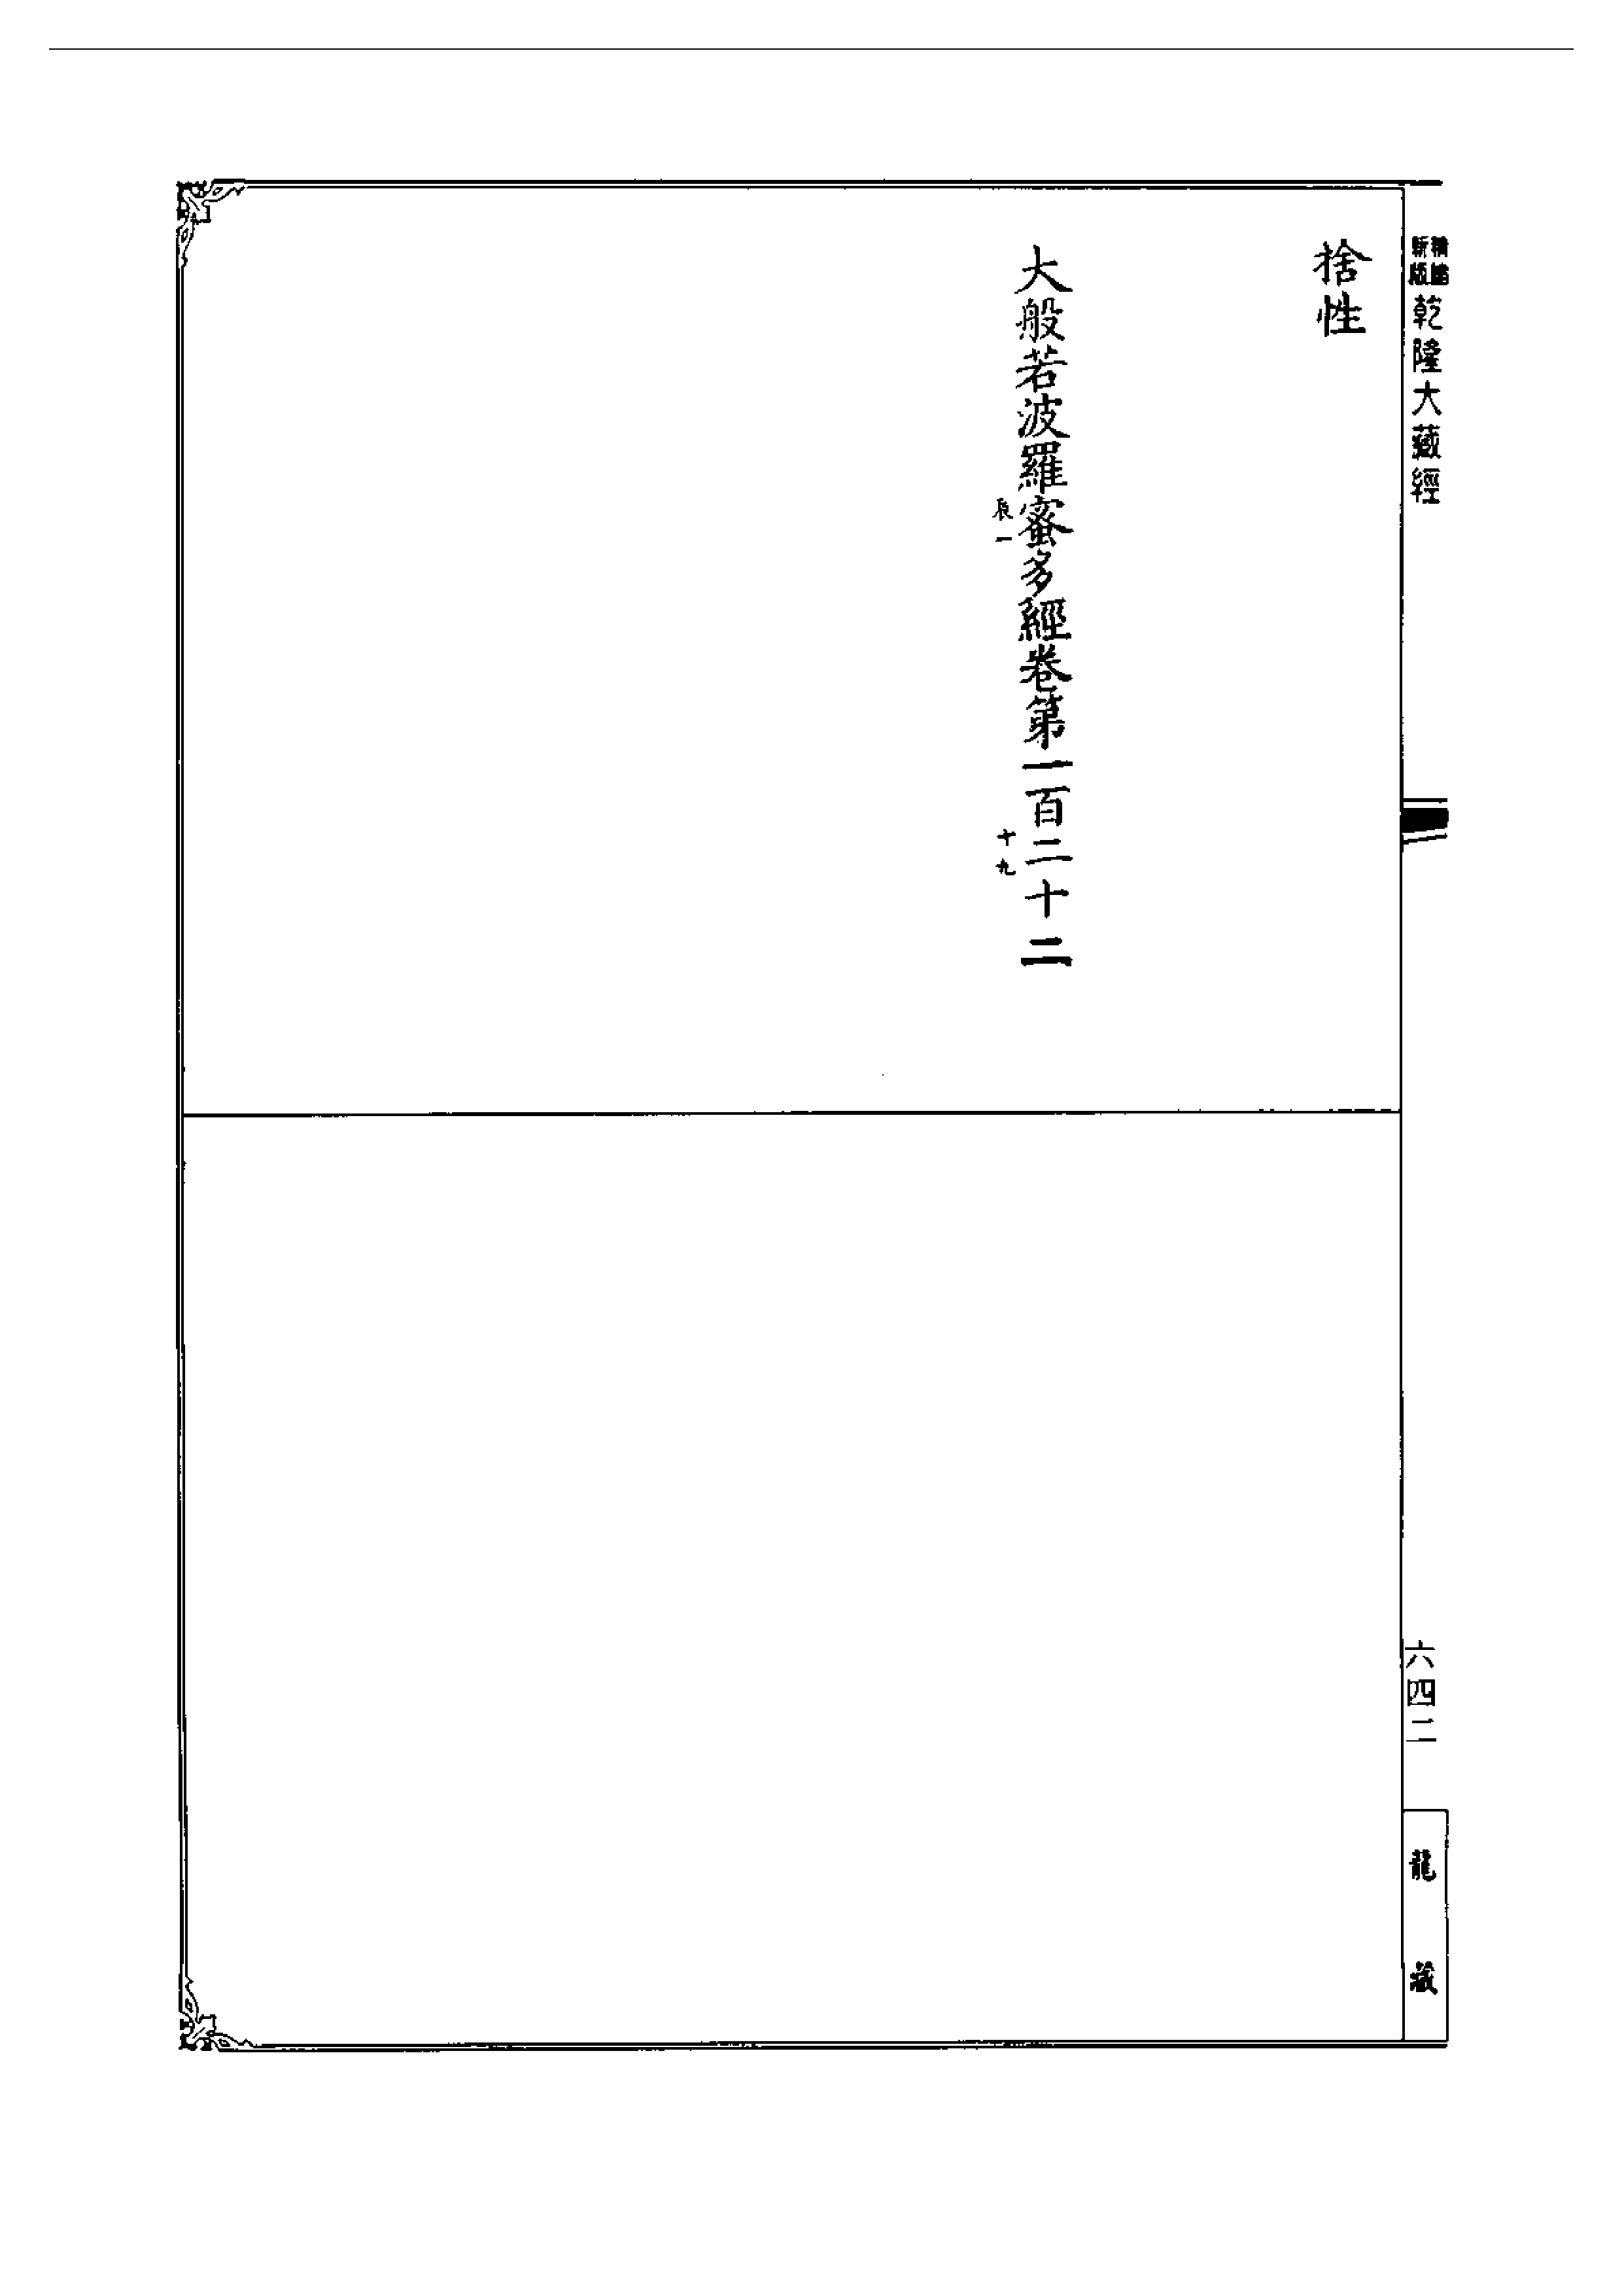 新版精縮乾隆大藏經
捨性
大般若波羅蜜多經卷第一百二十二
辰一
十九
六四二
龍藏